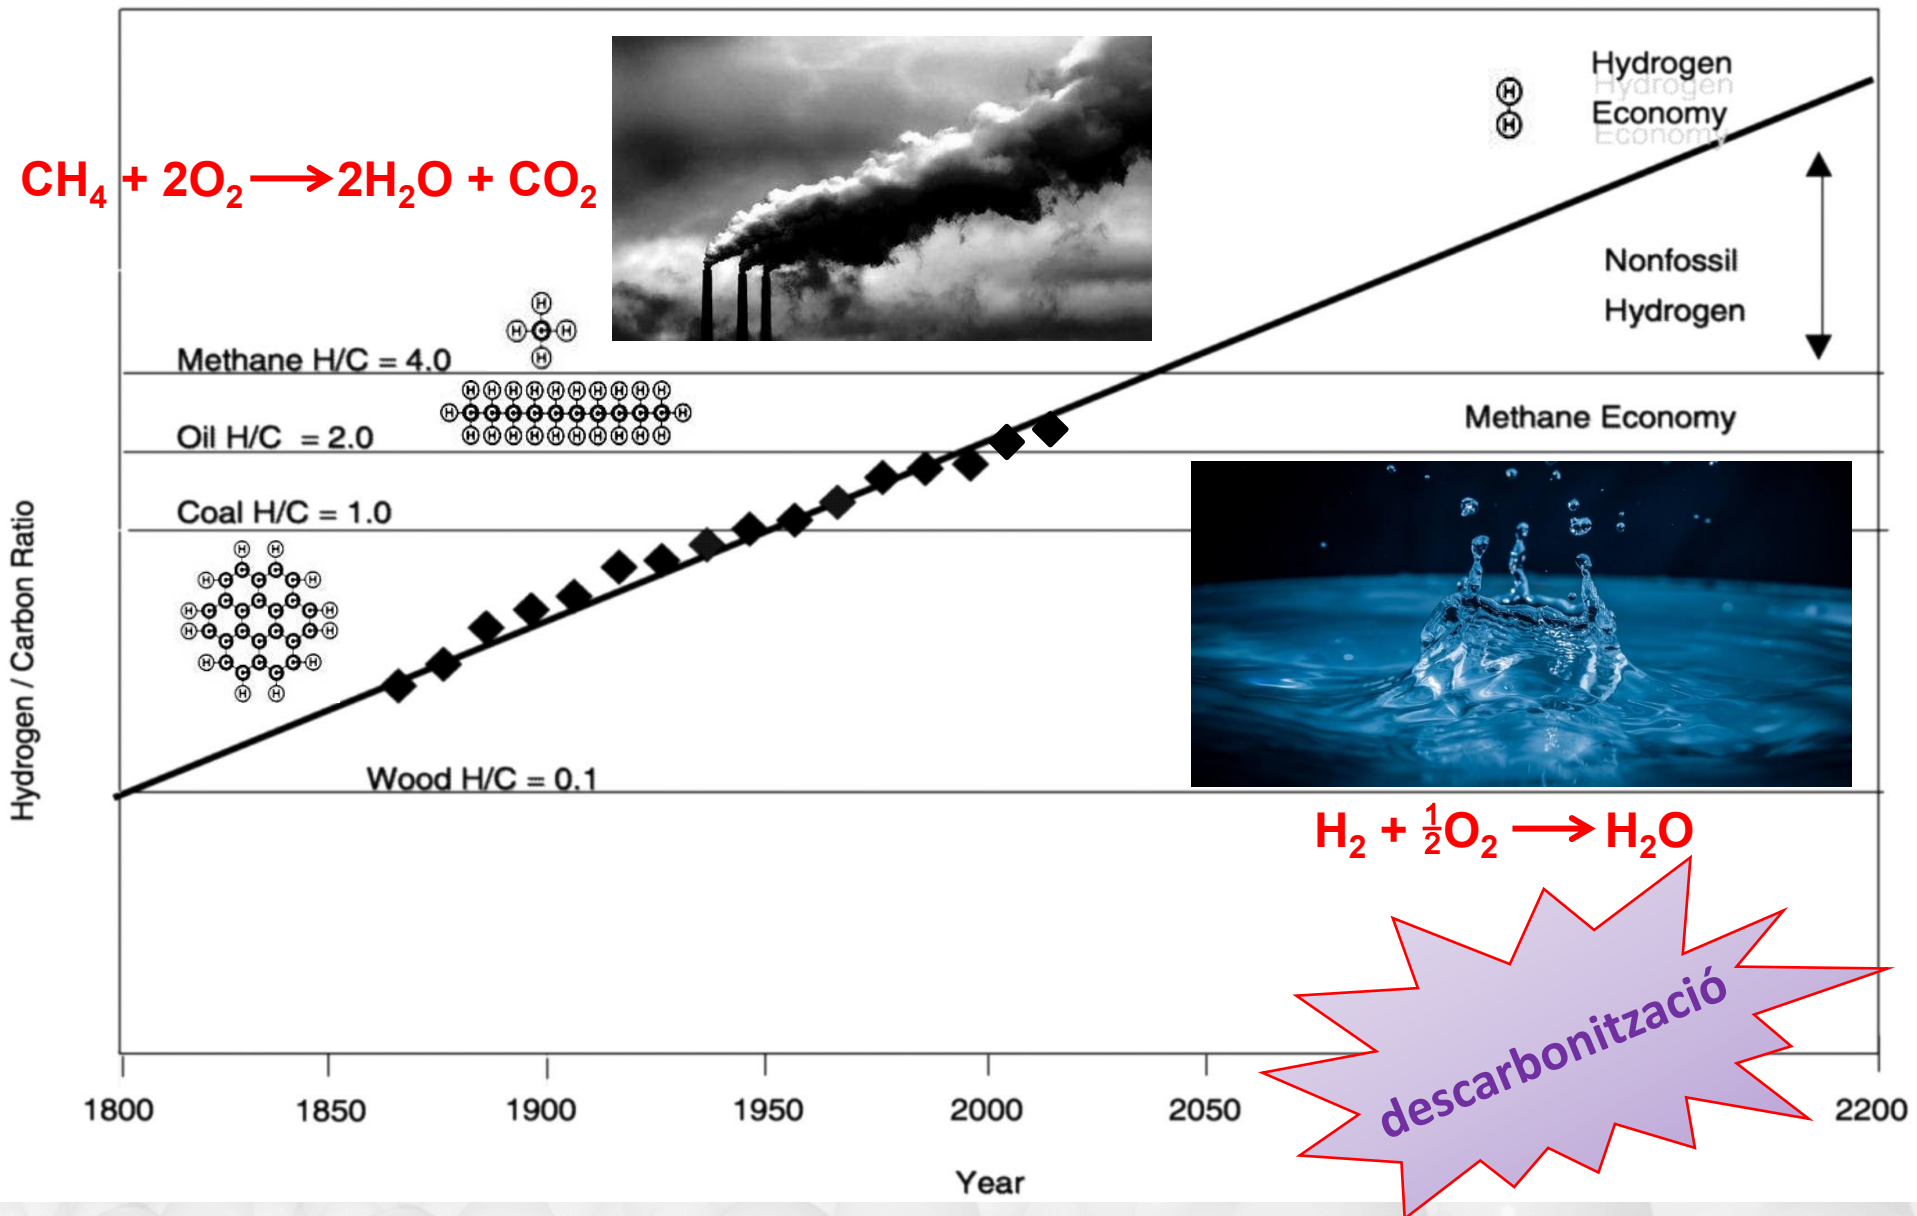 Hydrogen
Economy
H
H
CH₄ + 2O₂ → 2H₂O + CO₂
Nonfossil
Hydrogen
H
H C H
H
Methane H/C = 4.0
H H H H H H H H H H
H C C C C C C C C C C H
H H H H H H H H H H
Methane Economy
Oil H/C = 2.0
Coal H/C = 1.0
Hydrogen / Carbon Ratio
Wood H/C = 0.1
H₂ + ½O₂ → H₂O
descarbonització
1800 1850 1900 1950 2000 2050 2200
Year